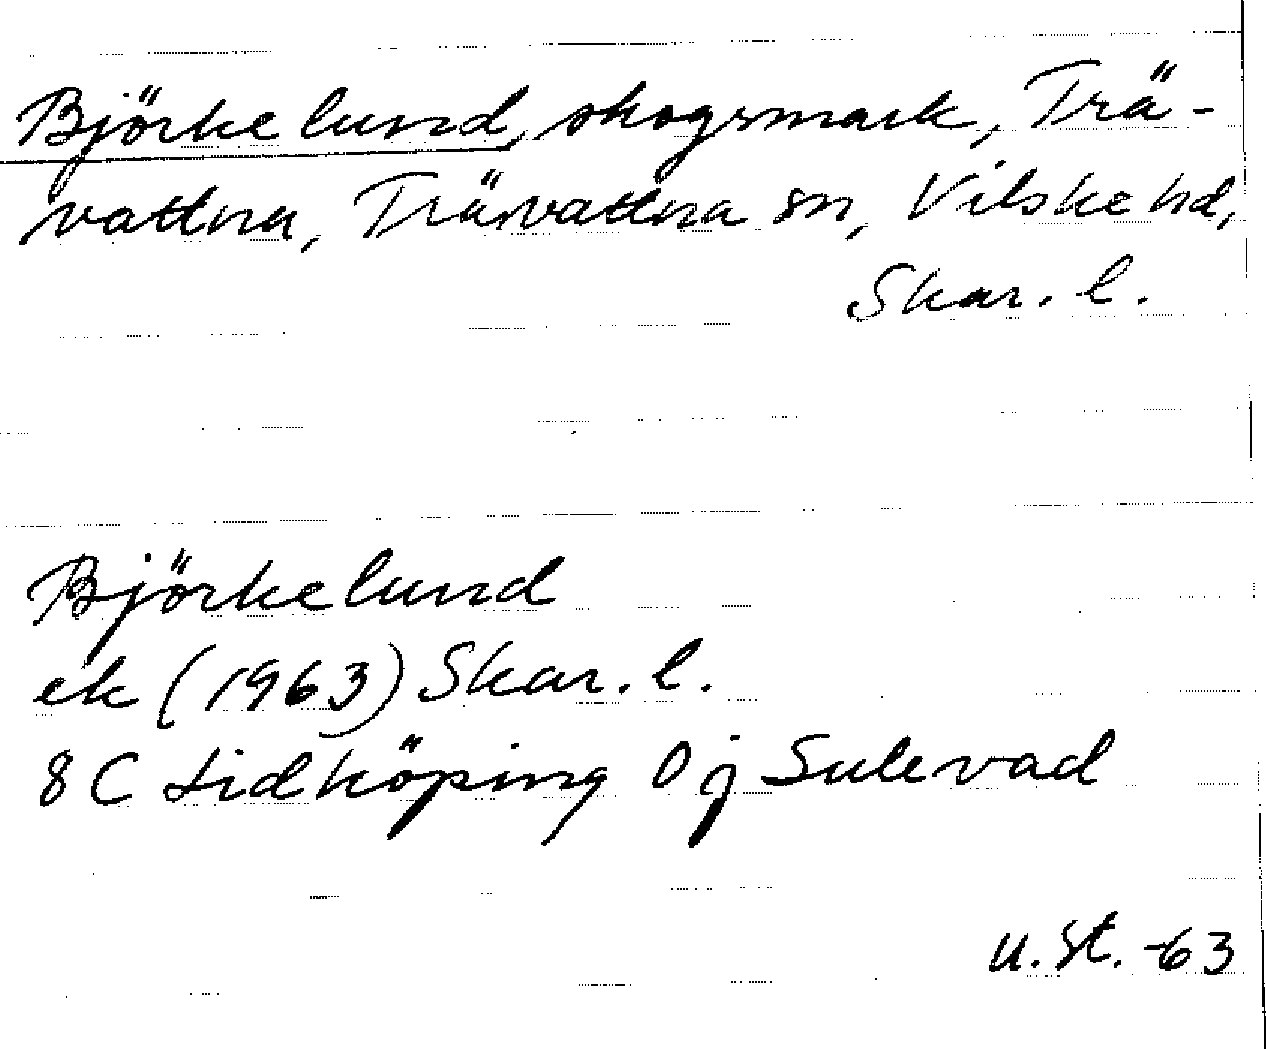 Björkelund, skogsmark, Trä-
vattna, Trävattna sn, Vilske hd,
Skar. l.
Björkelund
ek (1963) Skar. l.
8 C Lidköping 0 j Sulevad
U. St. -63